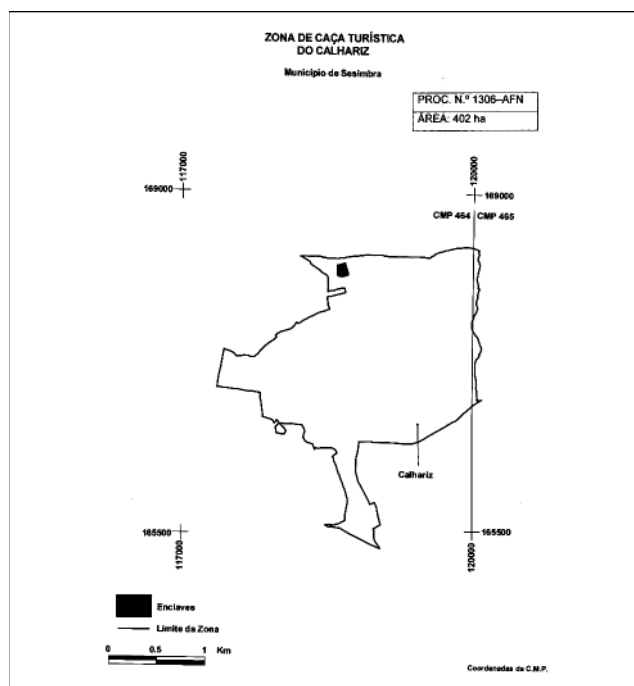 ZONA DE CAÇA TURÍSTICA
DO CALHARIZ
Município de Sesimbra
PROC. N.º 1306–AFN
ÁREA: 402 ha
117000
120000
169000
169000
CMP 464
CMP 465
Calhariz
165500
165500
117000
120000
Enclaves
Limite da Zona
0 0.5 1 Km
Coordenadas da C.M.P.